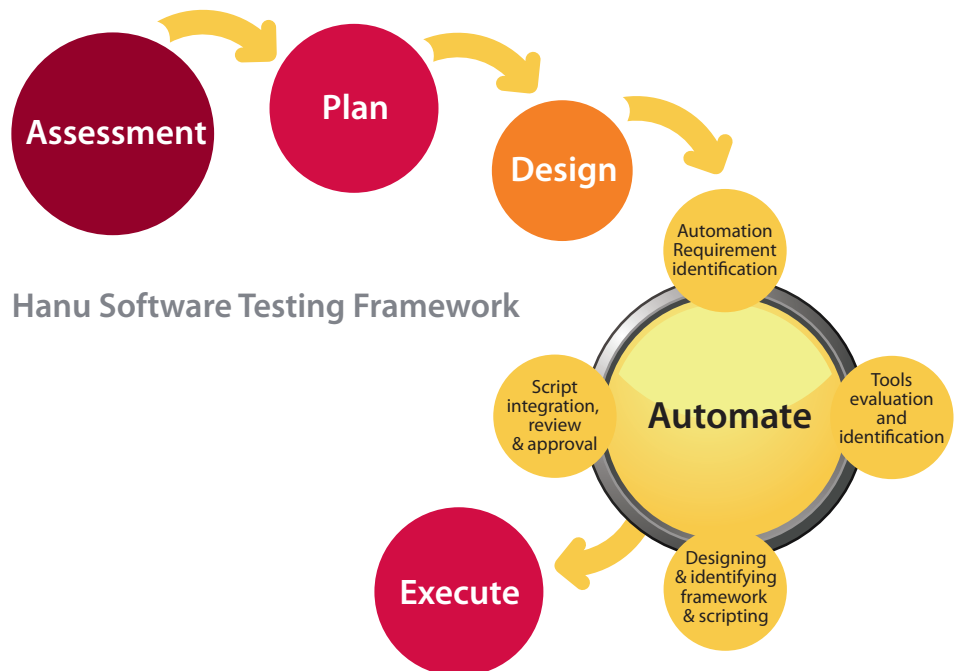 Assessment
Plan
Design
Automation
Requirement
identification
Hanu Software Testing Framework
Script
integration,
review
& approval
Automate
Tools
evaluation
and
identification
Designing
& identifying
framework
& scripting
Execute